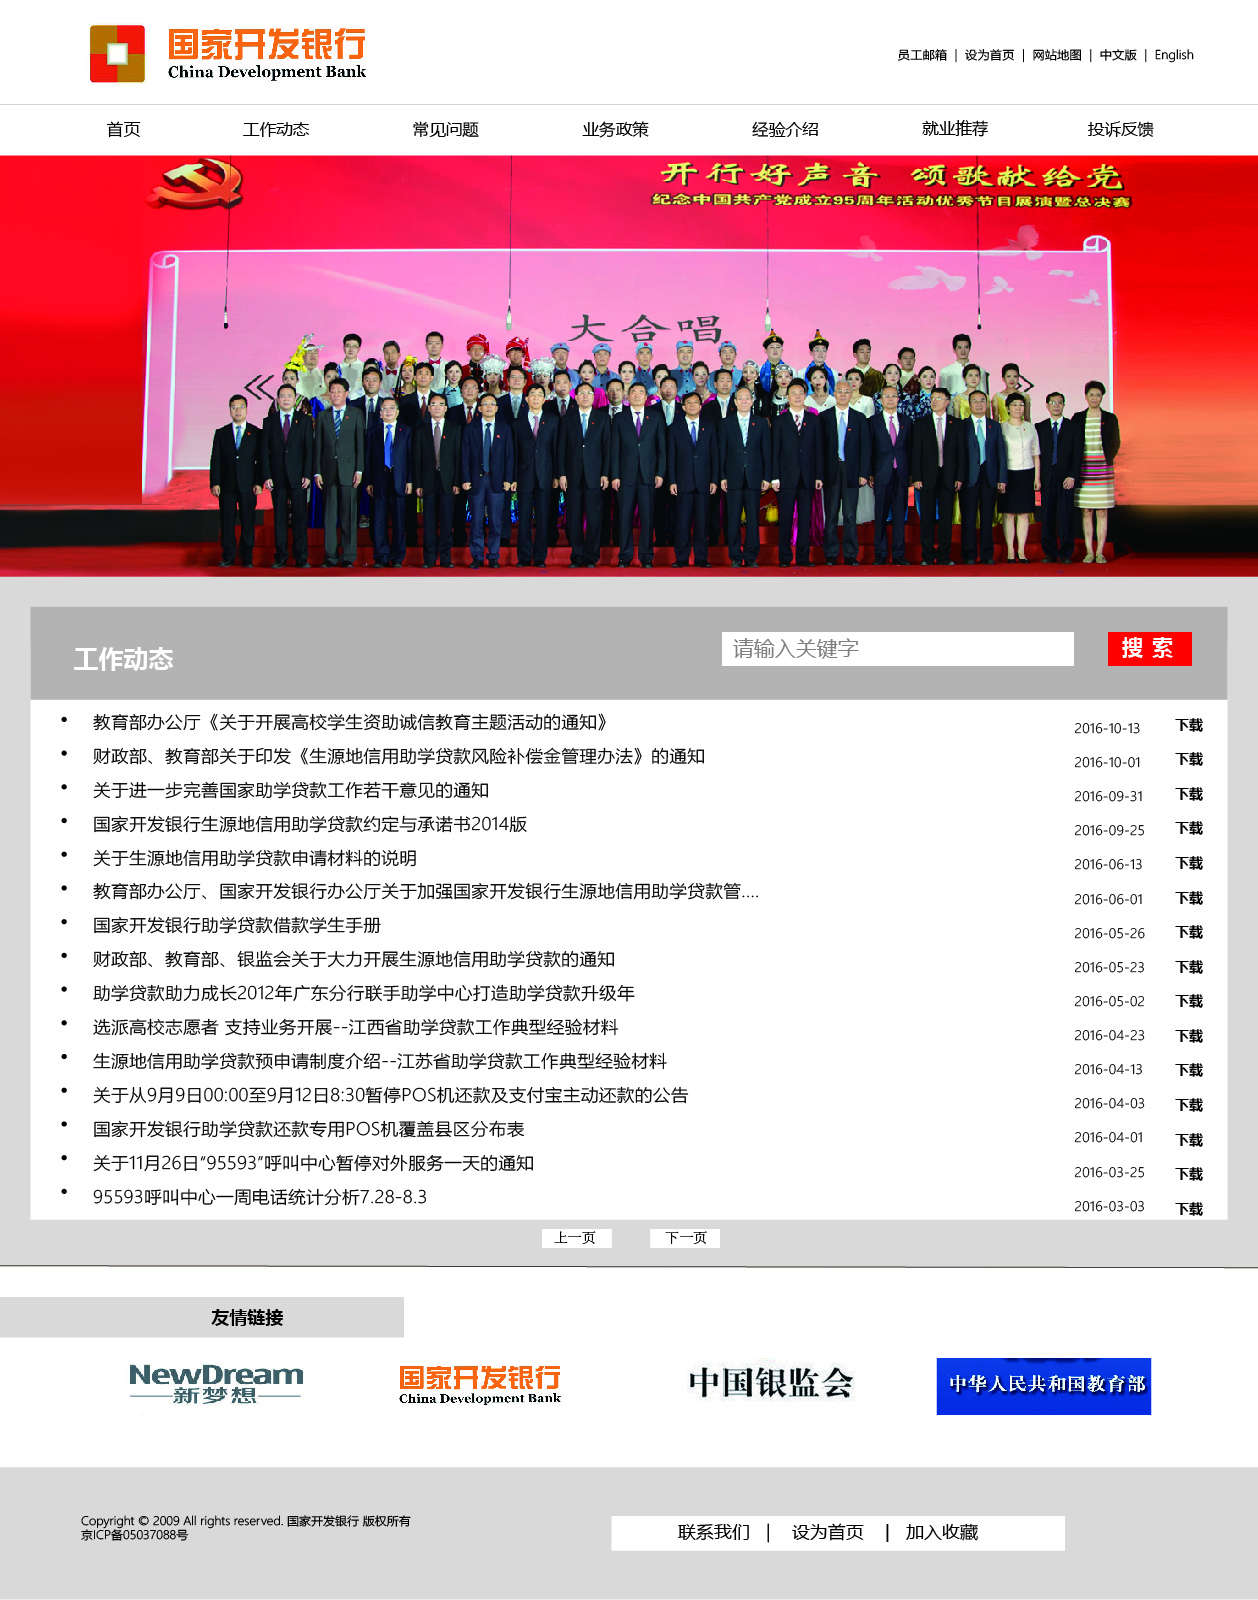 国家开发银行
China Development Bank
员工邮箱 | 设为首页 | 网站地图 | 中文版 | English
首页 工作动态 常见问题 业务政策 经验介绍 就业推荐 投诉反馈
开行好声音 颂歌献给党
纪念中国共产党成立95周年活动优秀节目展演暨总决赛
大合唱
工作动态 请输入关键字 搜 索
• 教育部办公厅《关于开展高校学生资助诚信教育主题活动的通知》 2016-10-13 下载
• 财政部、教育部关于印发《生源地信用助学贷款风险补偿金管理办法》的通知 2016-10-01 下载
• 关于进一步完善国家助学贷款工作若干意见的通知 2016-09-31 下载
• 国家开发银行生源地信用助学贷款约定与承诺书2014版 2016-09-25 下载
• 关于生源地信用助学贷款申请材料的说明 2016-06-13 下载
• 教育部办公厅、国家开发银行办公厅关于加强国家开发银行生源地信用助学贷款管.... 2016-06-01 下载
• 国家开发银行助学贷款借款学生手册 2016-05-26 下载
• 财政部、教育部、银监会关于大力开展生源地信用助学贷款的通知 2016-05-23 下载
• 助学贷款助力成长2012年广东分行联手助学中心打造助学贷款升级年 2016-05-02 下载
• 选派高校志愿者 支持业务开展--江西省助学贷款工作典型经验材料 2016-04-23 下载
• 生源地信用助学贷款预申请制度介绍--江苏省助学贷款工作典型经验材料 2016-04-13 下载
• 关于从9月9日00:00至9月12日8:30暂停POS机还款及支付宝主动还款的公告 2016-04-03 下载
• 国家开发银行助学贷款还款专用POS机覆盖县区分布表 2016-04-01 下载
• 关于11月26日“95593”呼叫中心暂停对外服务一天的通知 2016-03-25 下载
• 95593呼叫中心一周电话统计分析7.28-8.3 2016-03-03 下载
上一页 下一页
友情链接
NewDream
新梦想
国家开发银行
China Development Bank
中国银监会
中华人民共和国教育部
Copyright © 2009 All rights reserved. 国家开发银行 版权所有
京ICP备05037088号
联系我们 | 设为首页 | 加入收藏